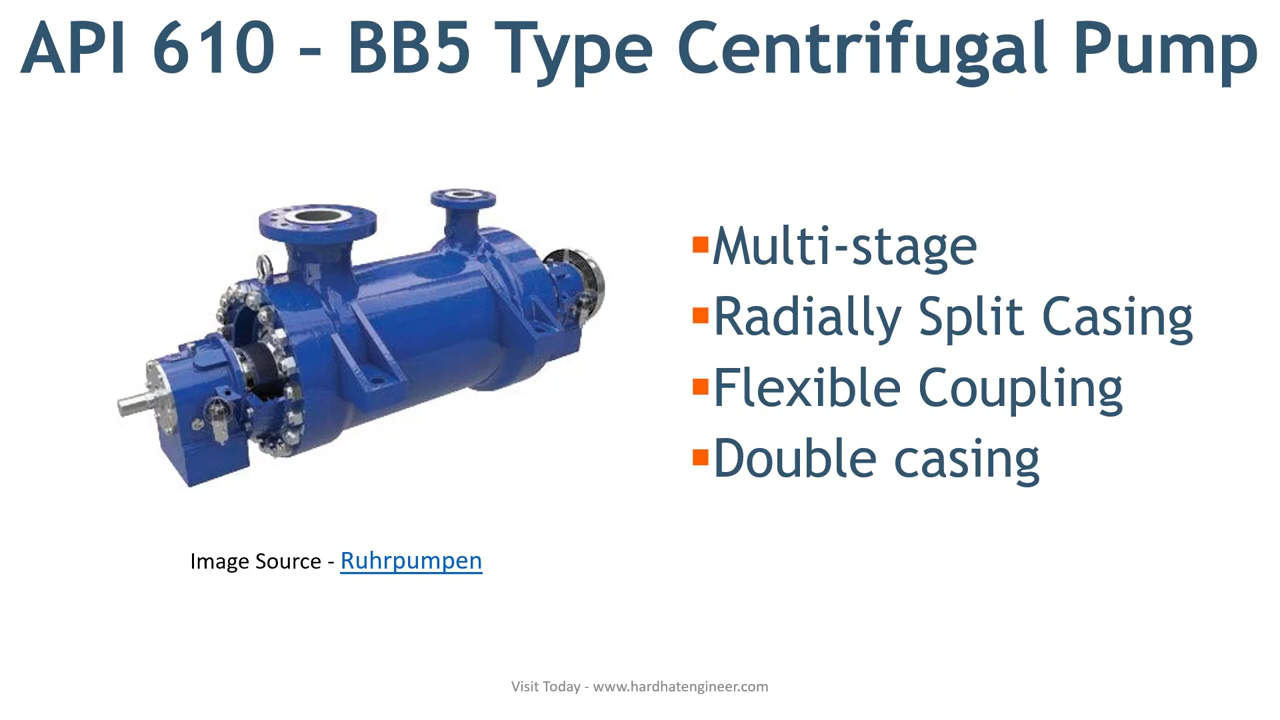 API 610 – BB5 Type Centrifugal Pump
▪Multi-stage
▪Radially Split Casing
▪Flexible Coupling
▪Double casing
Image Source - Ruhrpumpen
Visit Today - www.hardhatengineer.com